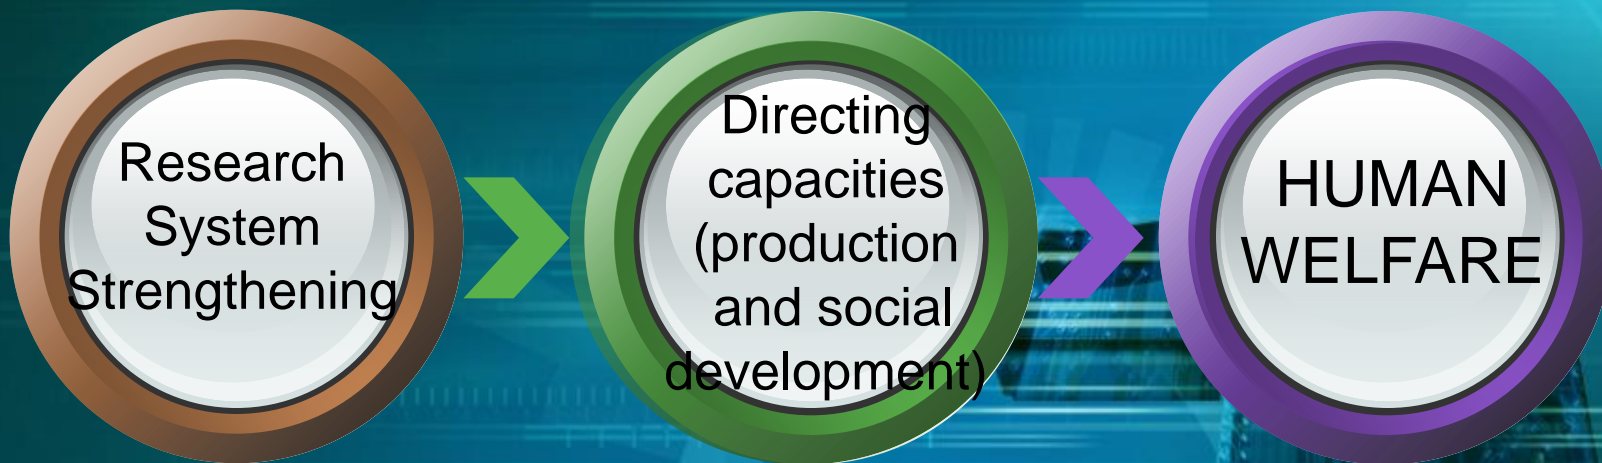 Research
System
Strengthening
Directing
capacities
(production
and social
development)
HUMAN
WELFARE